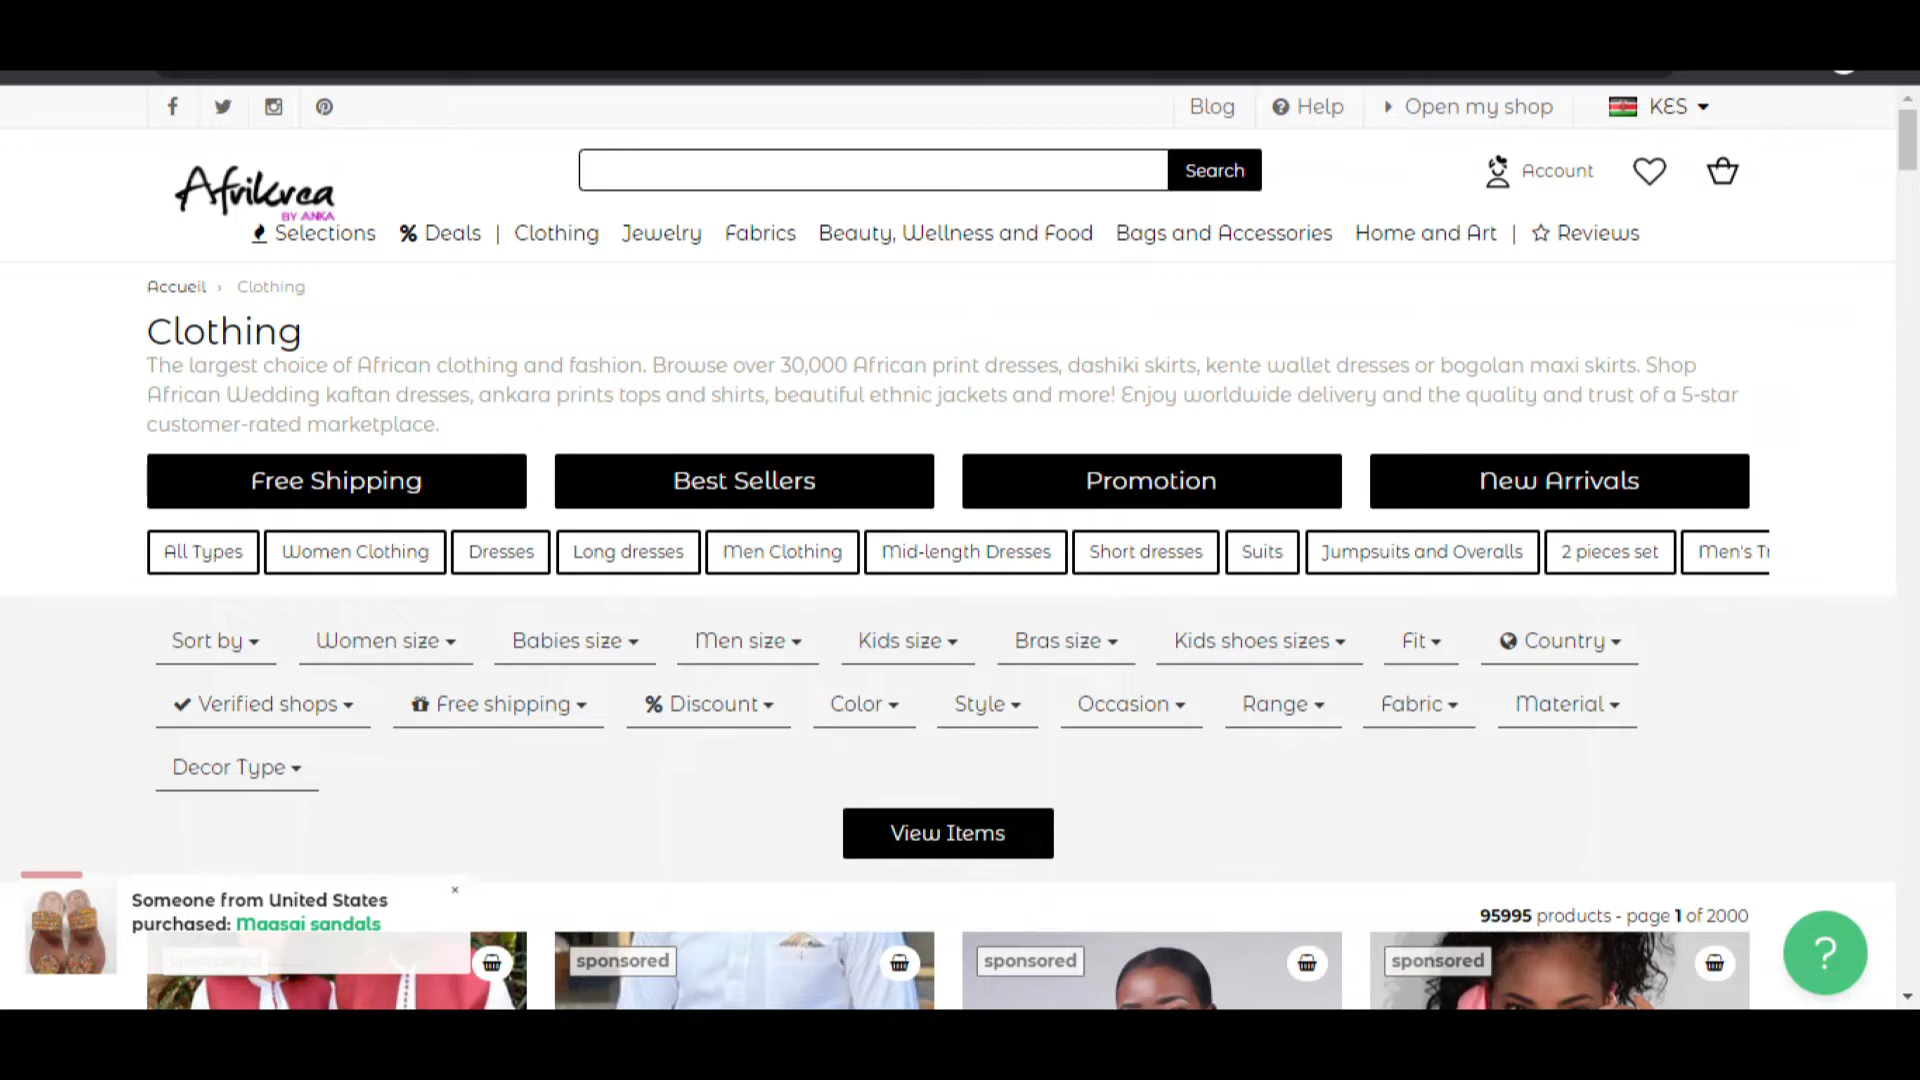 Blog
Help
Open my shop
KES
Afrikrea
BY ANKA
Search
Account
Selections
% Deals | Clothing Jewelry Fabrics Beauty, Wellness and Food Bags and Accessories Home and Art | Reviews
Accueil › Clothing
Clothing
The largest choice of African clothing and fashion. Browse over 30,000 African print dresses, dashiki skirts, kente wallet dresses or bogolan maxi skirts. Shop
African Wedding kaftan dresses, ankara prints tops and shirts, beautiful ethnic jackets and more! Enjoy worldwide delivery and the quality and trust of a 5-star
customer-rated marketplace.
Free Shipping Best Sellers Promotion New Arrivals
All Types Women Clothing Dresses Long dresses Men Clothing Mid-length Dresses Short dresses Suits Jumpsuits and Overalls 2 pieces set Men's Tr
Sort by Women size Babies size Men size Kids size Bras size Kids shoes sizes Fit Country
Verified shops Free shipping % Discount Color Style Occasion Range Fabric Material
Decor Type
View Items
Someone from United States
purchased: Maasai sandals
95995 products - page 1 of 2000
sponsored sponsored sponsored sponsored
?